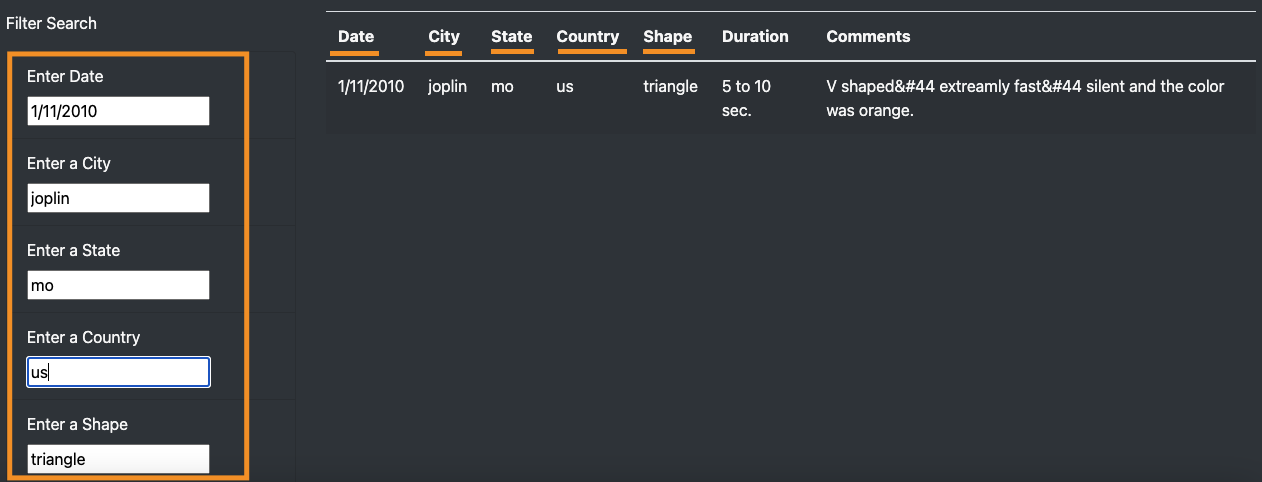 Filter Search
Enter Date
1/11/2010
Enter a City
joplin
Enter a State
mo
Enter a Country
us
Enter a Shape
triangle
Date City State Country Shape Duration Comments
1/11/2010 joplin mo us triangle 5 to 10 V shaped&#44 extreamly fast&#44 silent and the color
sec. was orange.